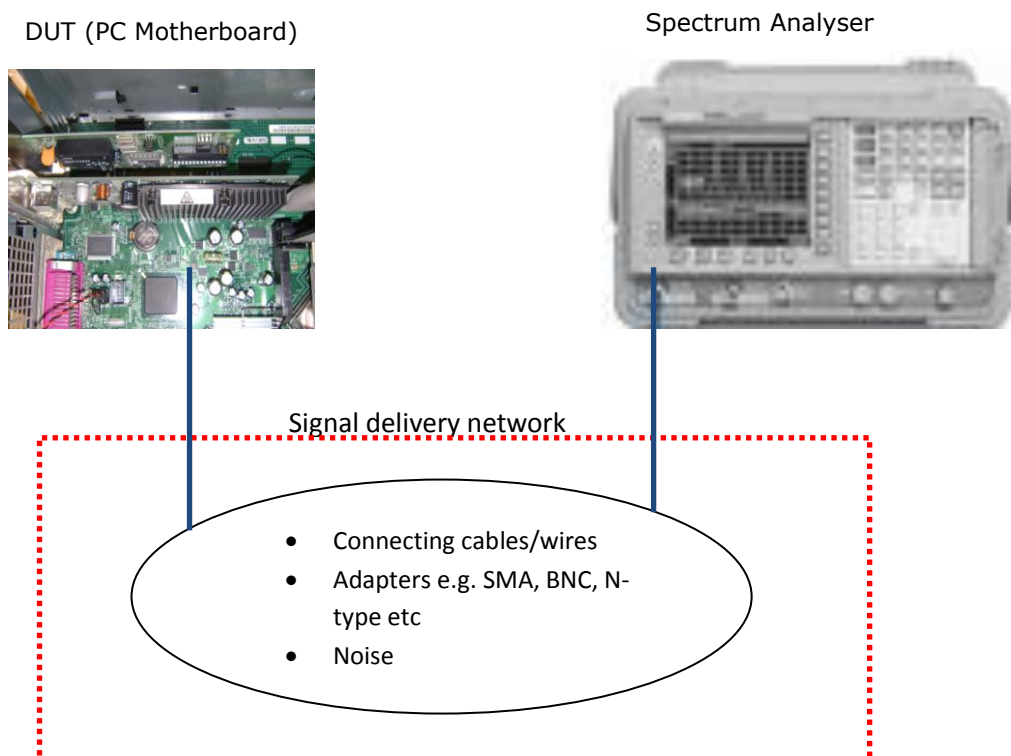 DUT (PC Motherboard)
Spectrum Analyser
Signal delivery network
• Connecting cables/wires
• Adapters e.g. SMA, BNC, N-
type etc
• Noise